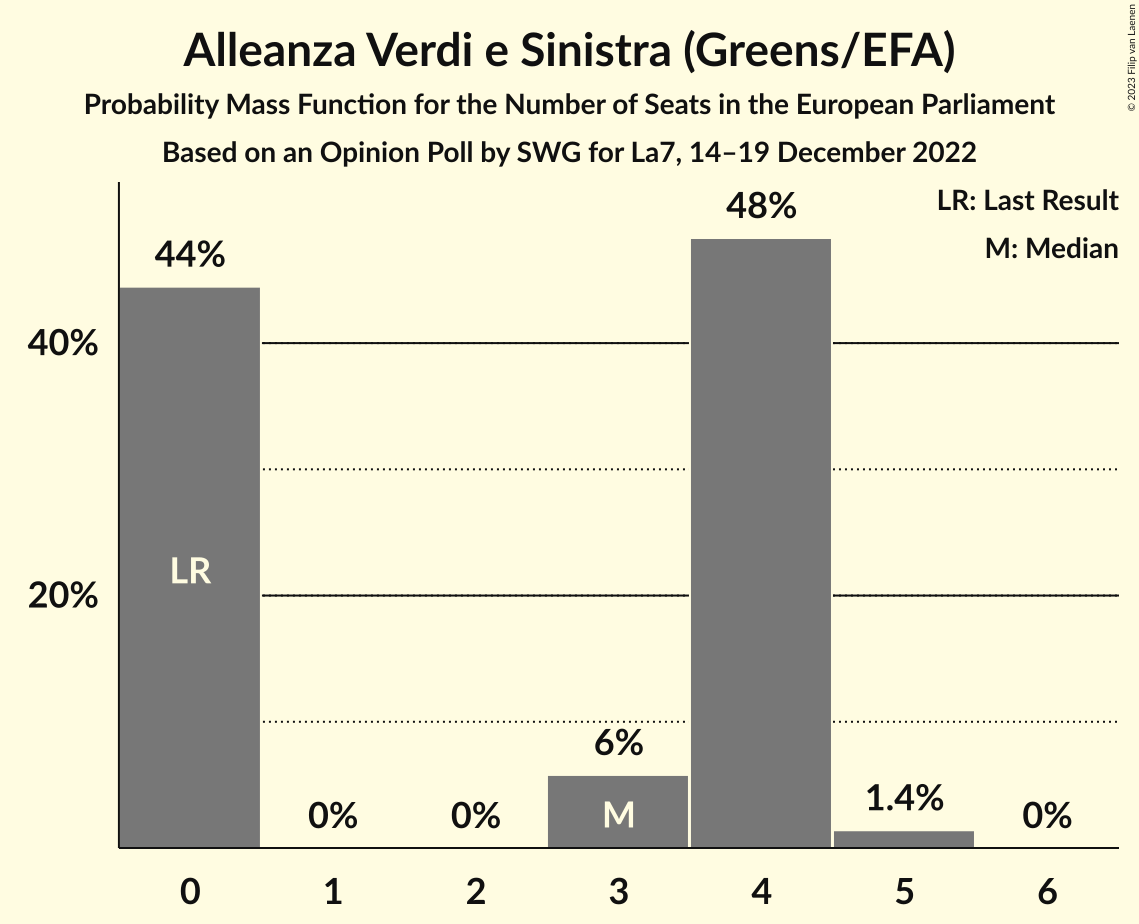 Alleanza Verdi e Sinistra (Greens/EFA)
Probability Mass Function for the Number of Seats in the European Parliament
Based on an Opinion Poll by SWG for La7, 14–19 December 2022
© 2023 Filip van Laenen
LR: Last Result
M: Median
44%
0%
0%
6%
48%
1.4%
0%
40%
20%
LR
M
0
1
2
3
4
5
6